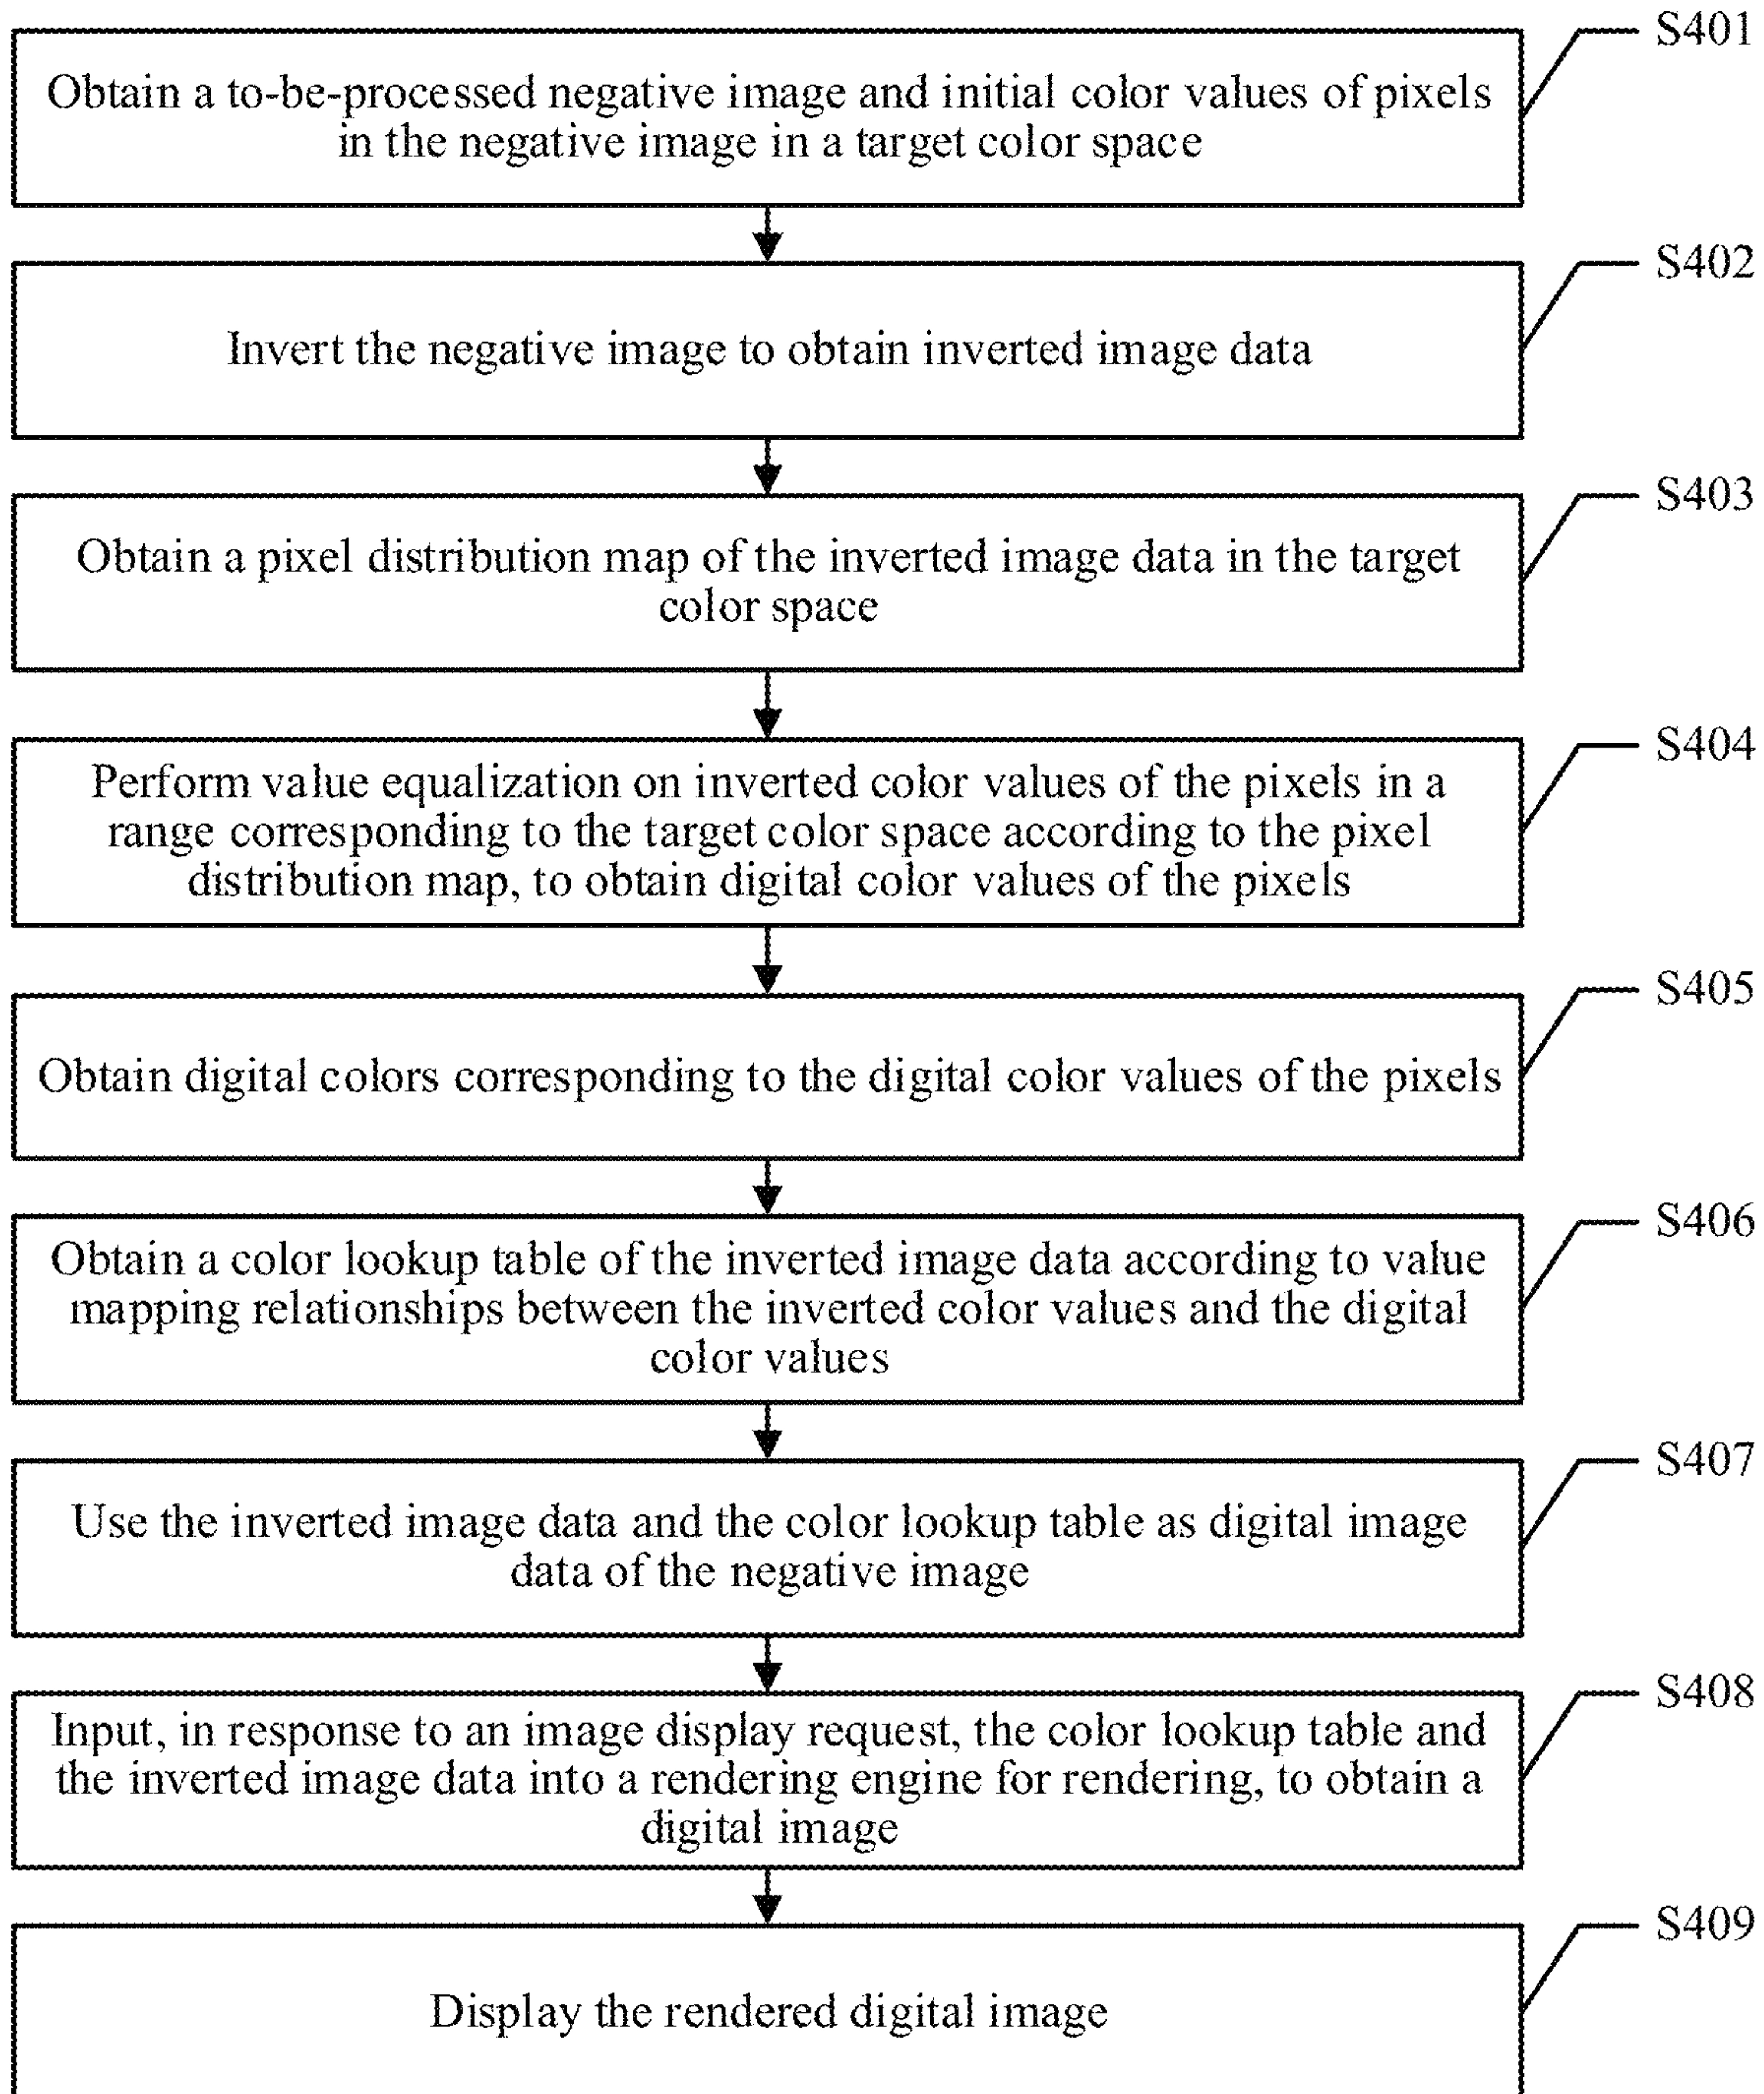 S401
Obtain a to-be-processed negative image and initial color values of pixels
in the negative image in a target color space
S402
Invert the negative image to obtain inverted image data
S403
Obtain a pixel distribution map of the inverted image data in the target
color space
S404
Perform value equalization on inverted color values of the pixels in a
range corresponding to the target color space according to the pixel
distribution map, to obtain digital color values of the pixels
S405
Obtain digital colors corresponding to the digital color values of the pixels
S406
Obtain a color lookup table of the inverted image data according to value
mapping relationships between the inverted color values and the digital
color values
S407
Use the inverted image data and the color lookup table as digital image
data of the negative image
S408
Input, in response to an image display request, the color lookup table and
the inverted image data into a rendering engine for rendering, to obtain a
digital image
S409
Display the rendered digital image